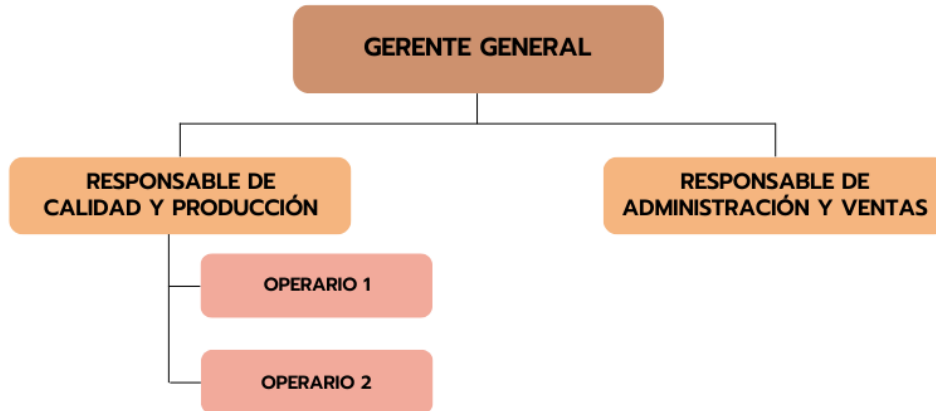 GERENTE GENERAL
RESPONSABLE DE
CALIDAD Y PRODUCCIÓN
RESPONSABLE DE
ADMINISTRACIÓN Y VENTAS
OPERARIO 1
OPERARIO 2